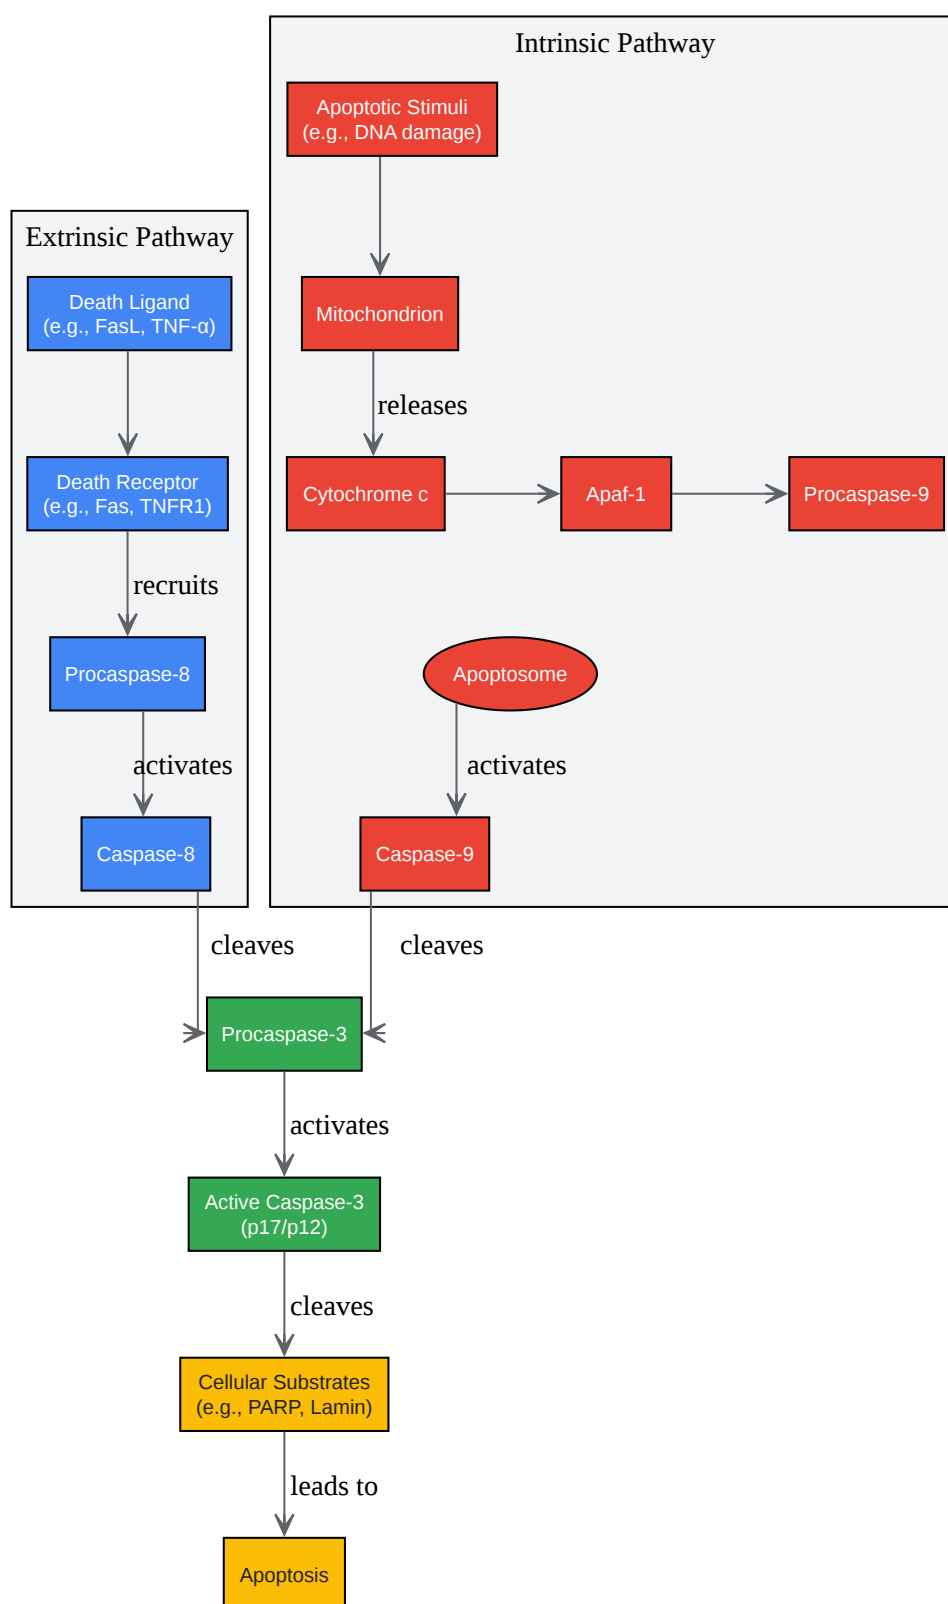 Intrinsic Pathway
Apoptotic Stimuli
(e.g., DNA damage)
Extrinsic Pathway
Death Ligand
(e.g., FasL, TNF-α)
Mitochondrion
releases
Death Receptor
(e.g., Fas, TNFR1)
Cytochrome c
Apaf-1
Procaspase-9
recruits
Procaspase-8
Apoptosome
activates
activates
Caspase-8
Caspase-9
cleaves
cleaves
Procaspase-3
activates
Active Caspase-3
(p17/p12)
cleaves
Cellular Substrates
(e.g., PARP, Lamin)
leads to
Apoptosis